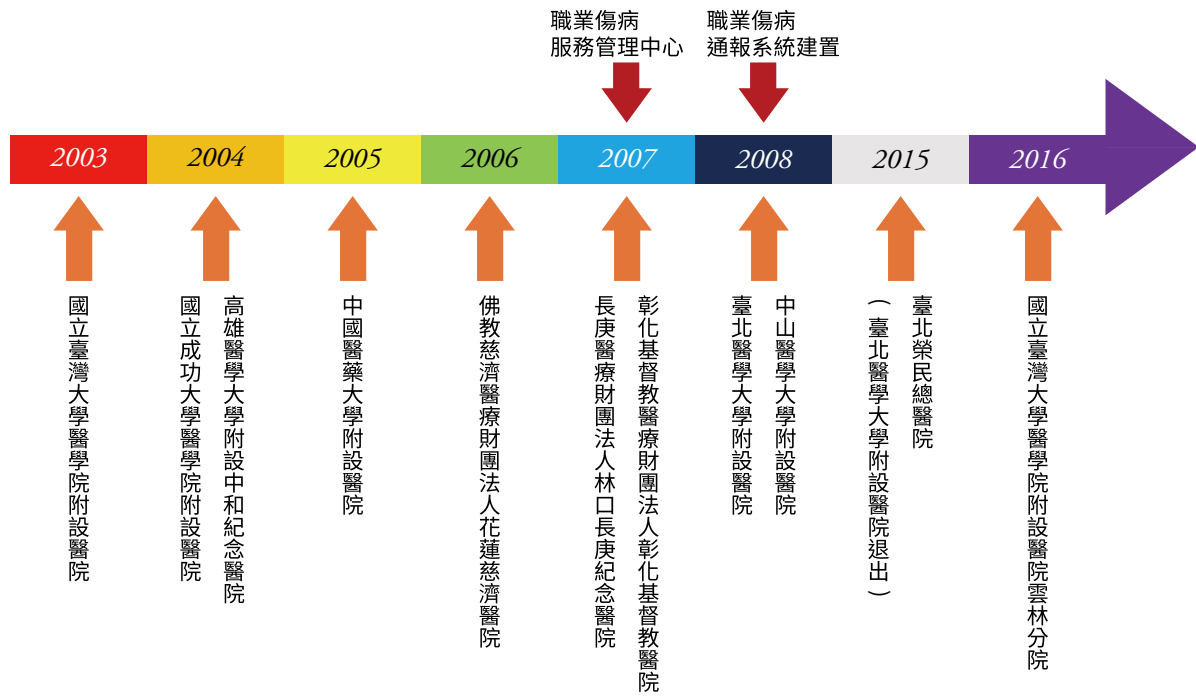 職業傷病
服務管理中心
職業傷病
通報系統建置
2003
2004
2005
2006
2007
2008
2015
2016
國立臺灣大學醫學院附設醫院
高雄醫學大學附設中和紀念醫院
國立成功大學醫學院附設醫院
中國醫藥大學附設醫院
佛教慈濟醫療財團法人花蓮慈濟醫院
彰化基督教醫療財團法人彰化基督教醫院
長庚醫療財團法人林口長庚紀念醫院
中山醫學大學附設醫院
臺北醫學大學附設醫院
臺北榮民總醫院
（臺北醫學大學附設醫院退出）
國立臺灣大學醫學院附設醫院雲林分院